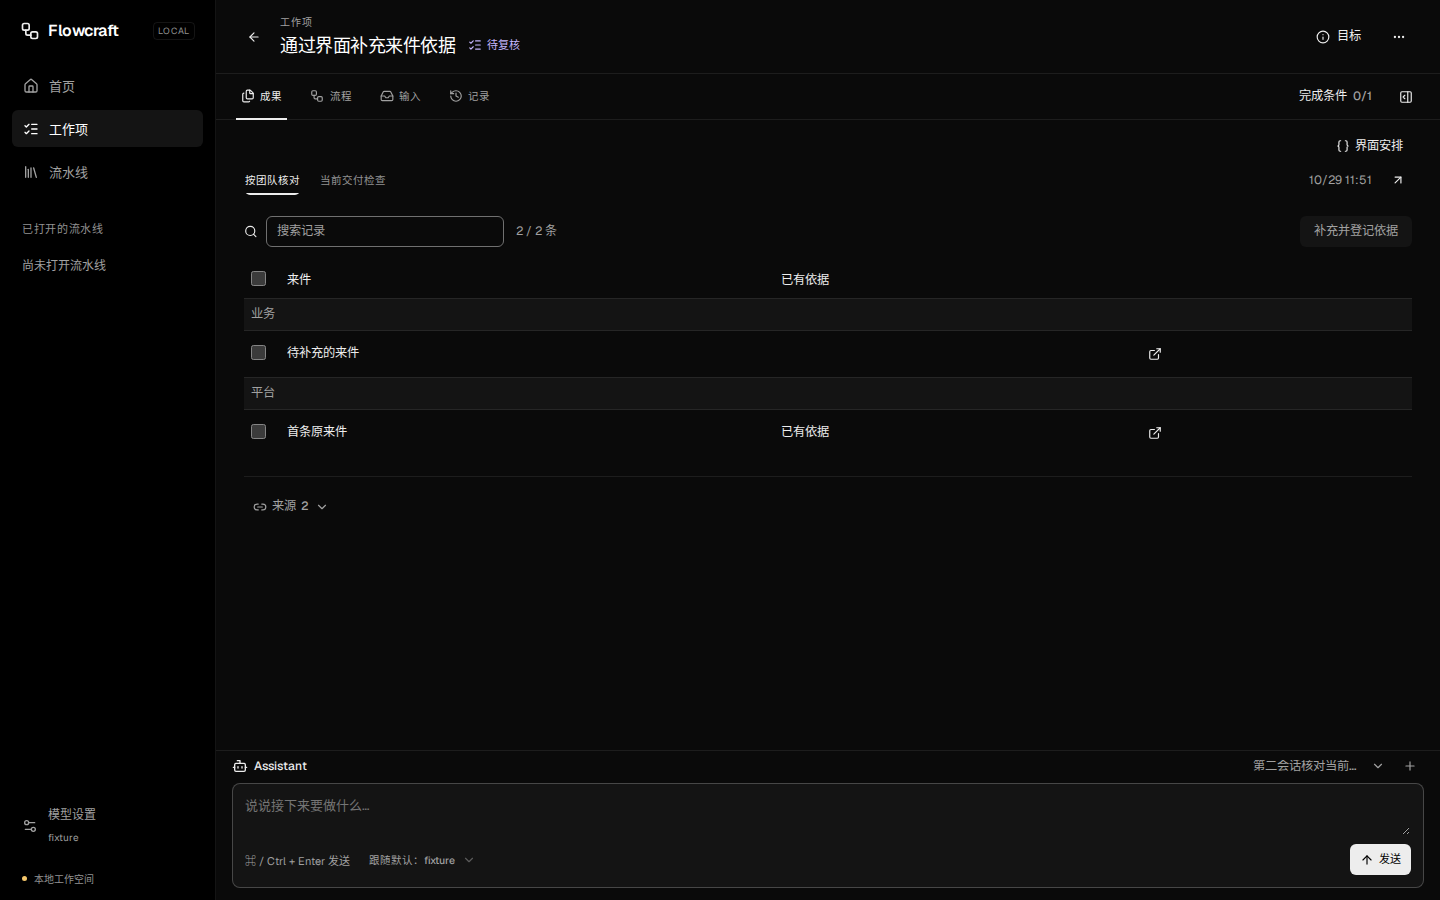 Flowcraft LOCAL
首页
工作项
流水线
已打开的流水线
尚未打开流水线
模型设置
fixture
本地工作空间
工作项
通过界面补充来件依据 待复核
目标
成果 流程 输入 记录
完成条件 0/1
界面安排
按团队核对 当前交付检查
10/29 11:51
搜索记录 2 / 2 条
补充并登记依据
来件 已有依据
业务
待补充的来件
平台
首条原来件 已有依据
来源 2
Assistant
第二会话核对当前...
说说接下来要做什么...
⌘ / Ctrl + Enter 发送 跟随默认：fixture
发送